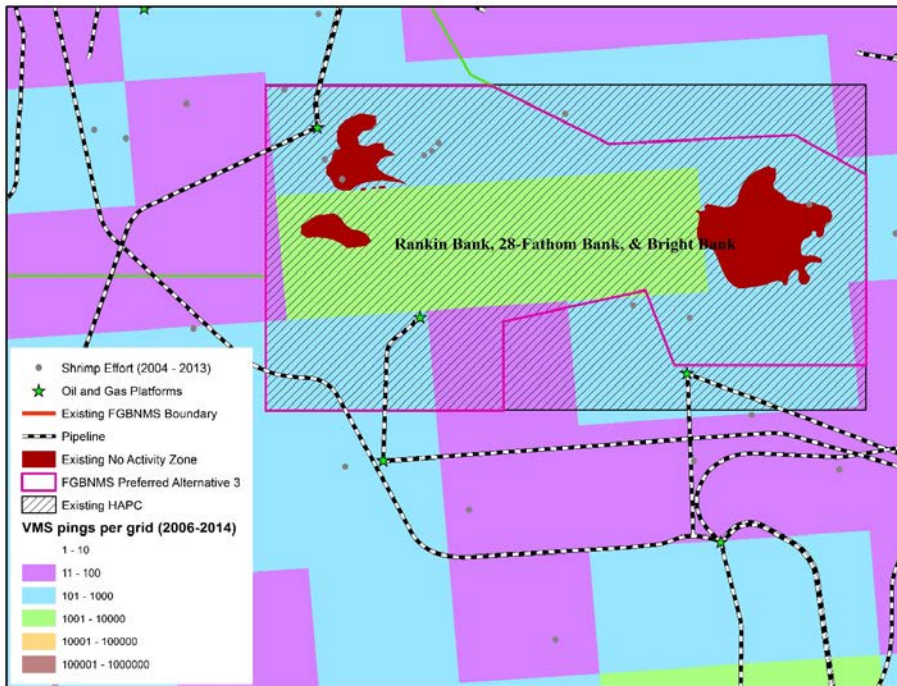 Rankin Bank, 28-Fathom Bank, & Bright Bank
Shrimp Effort (2004 - 2013)
Oil and Gas Platforms
Existing FGBNMS Boundary
Pipeline
Existing No Activity Zone
FGBNMS Preferred Alternative 3
Existing HAPC
VMS pings per grid (2006-2014)
1 - 10
11 - 100
101 - 1000
1001 - 10000
10001 - 100000
100001 - 1000000